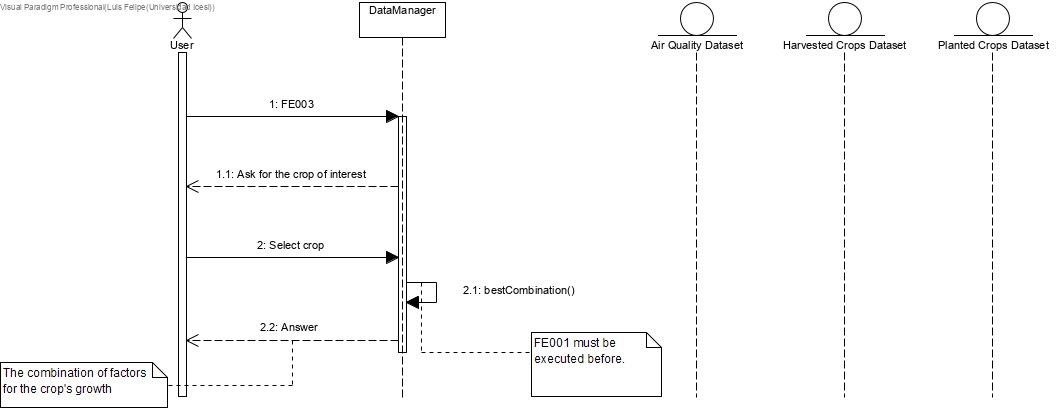 Visual Paradigm Professional(Luis Felipe(Universidad Icesi))
User
DataManager
Air Quality Dataset
Harvested Crops Dataset
Planted Crops Dataset
1: FE003
1.1: Ask for the crop of interest
2: Select crop
2.1: bestCombination()
2.2: Answer
FE001 must be
executed before.
The combination of factors
for the crop's growth